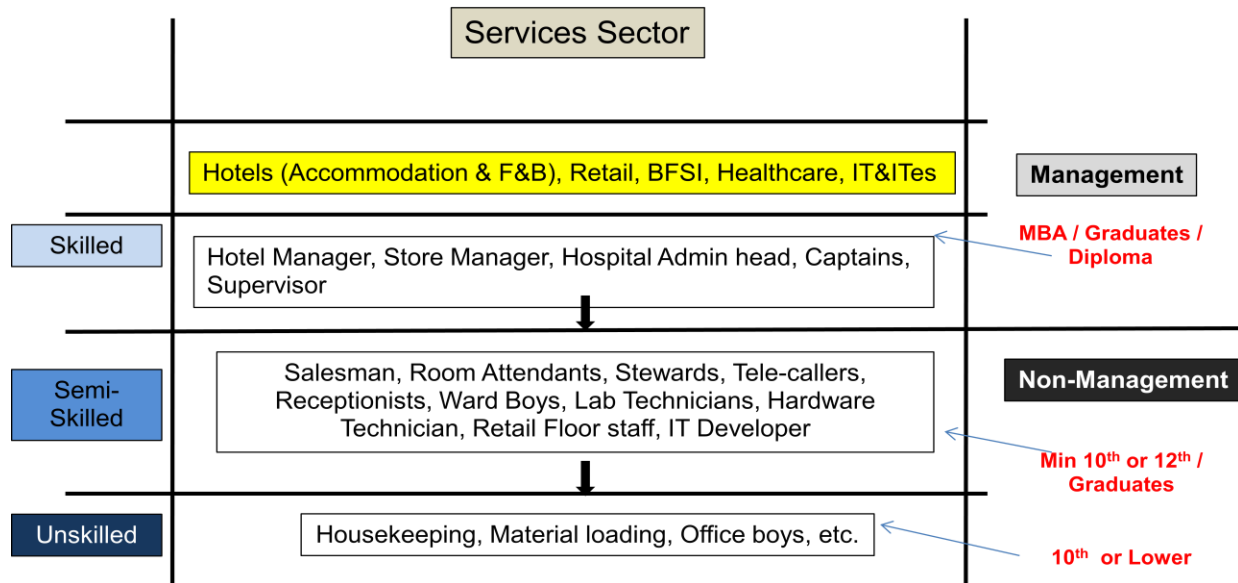 Services Sector
Hotels (Accommodation & F&B), Retail, BFSI, Healthcare, IT&ITes
Management
Skilled
Hotel Manager, Store Manager, Hospital Admin head, Captains,
Supervisor
MBA / Graduates /
Diploma
Semi-
Skilled
Salesman, Room Attendants, Stewards, Tele-callers,
Receptionists, Ward Boys, Lab Technicians, Hardware
Technician, Retail Floor staff, IT Developer
Non-Management
Min 10th or 12th /
Graduates
Unskilled
Housekeeping, Material loading, Office boys, etc.
10th or Lower